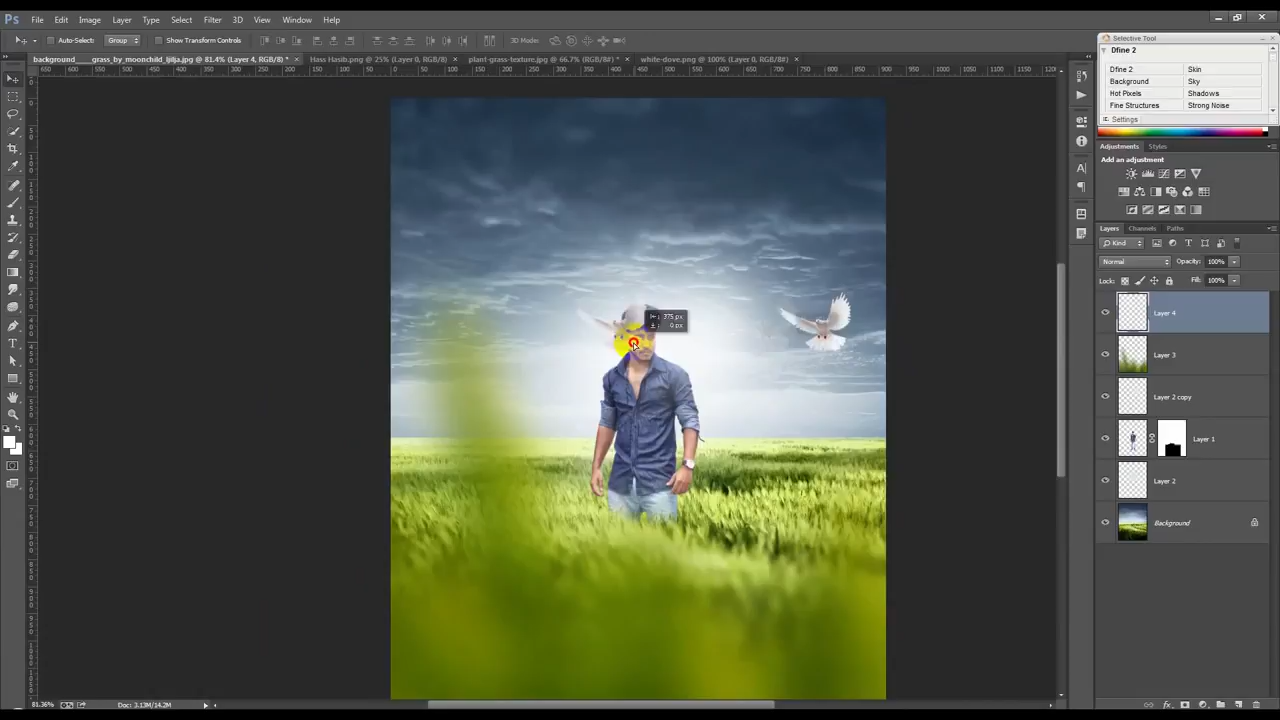 Ps File Edit Image Layer Type Select Filter 3D View Window Help
Auto-Select: Group Show Transform Controls 3D Mode:
background____grass_by_moonchild_ljilja.jpg @ 81.4% (Layer 4, RGB/8#) * × Hass Hasib.png @ 25% (Layer 0, RGB/8#) × plant-grass-texture.jpg @ 66.7% (RGB/8#) * × white-dove.png @ 100% (Layer 0, RGB/8#) ×
Selective Tool
Dfine 2
Dfine 2 Skin
Background Sky
Hot Pixels Shadows
Fine Structures Strong Noise
Settings
Adjustments Styles
Add an adjustment
Layers Channels Paths
Kind
Normal Opacity: 100%
Lock: Fill: 100%
Layer 4
Layer 3
Layer 2 copy
Layer 1
Layer 2
Background
375 px
0 px
81.36% Doc: 3.13M/14.2M